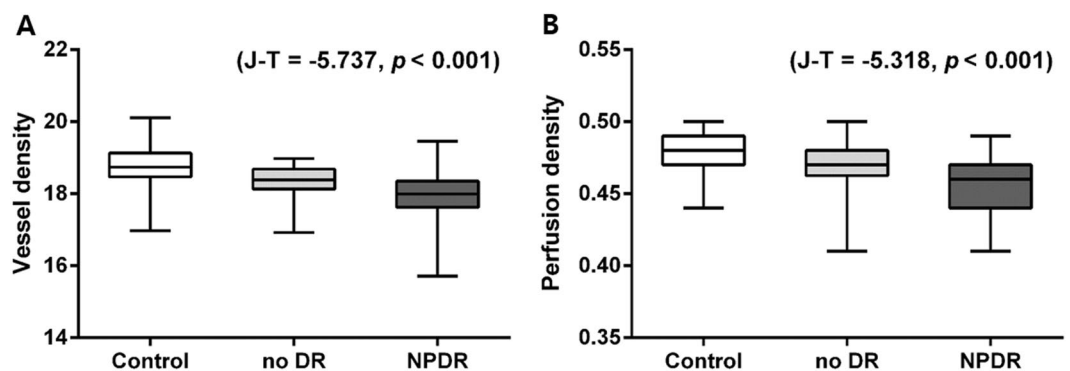 A
(J-T = -5.737, p < 0.001)
Vessel density
22
20
18
16
14
Control
no DR
NPDR
B
(J-T = -5.318, p < 0.001)
Perfusion density
0.55
0.50
0.45
0.40
0.35
Control
no DR
NPDR